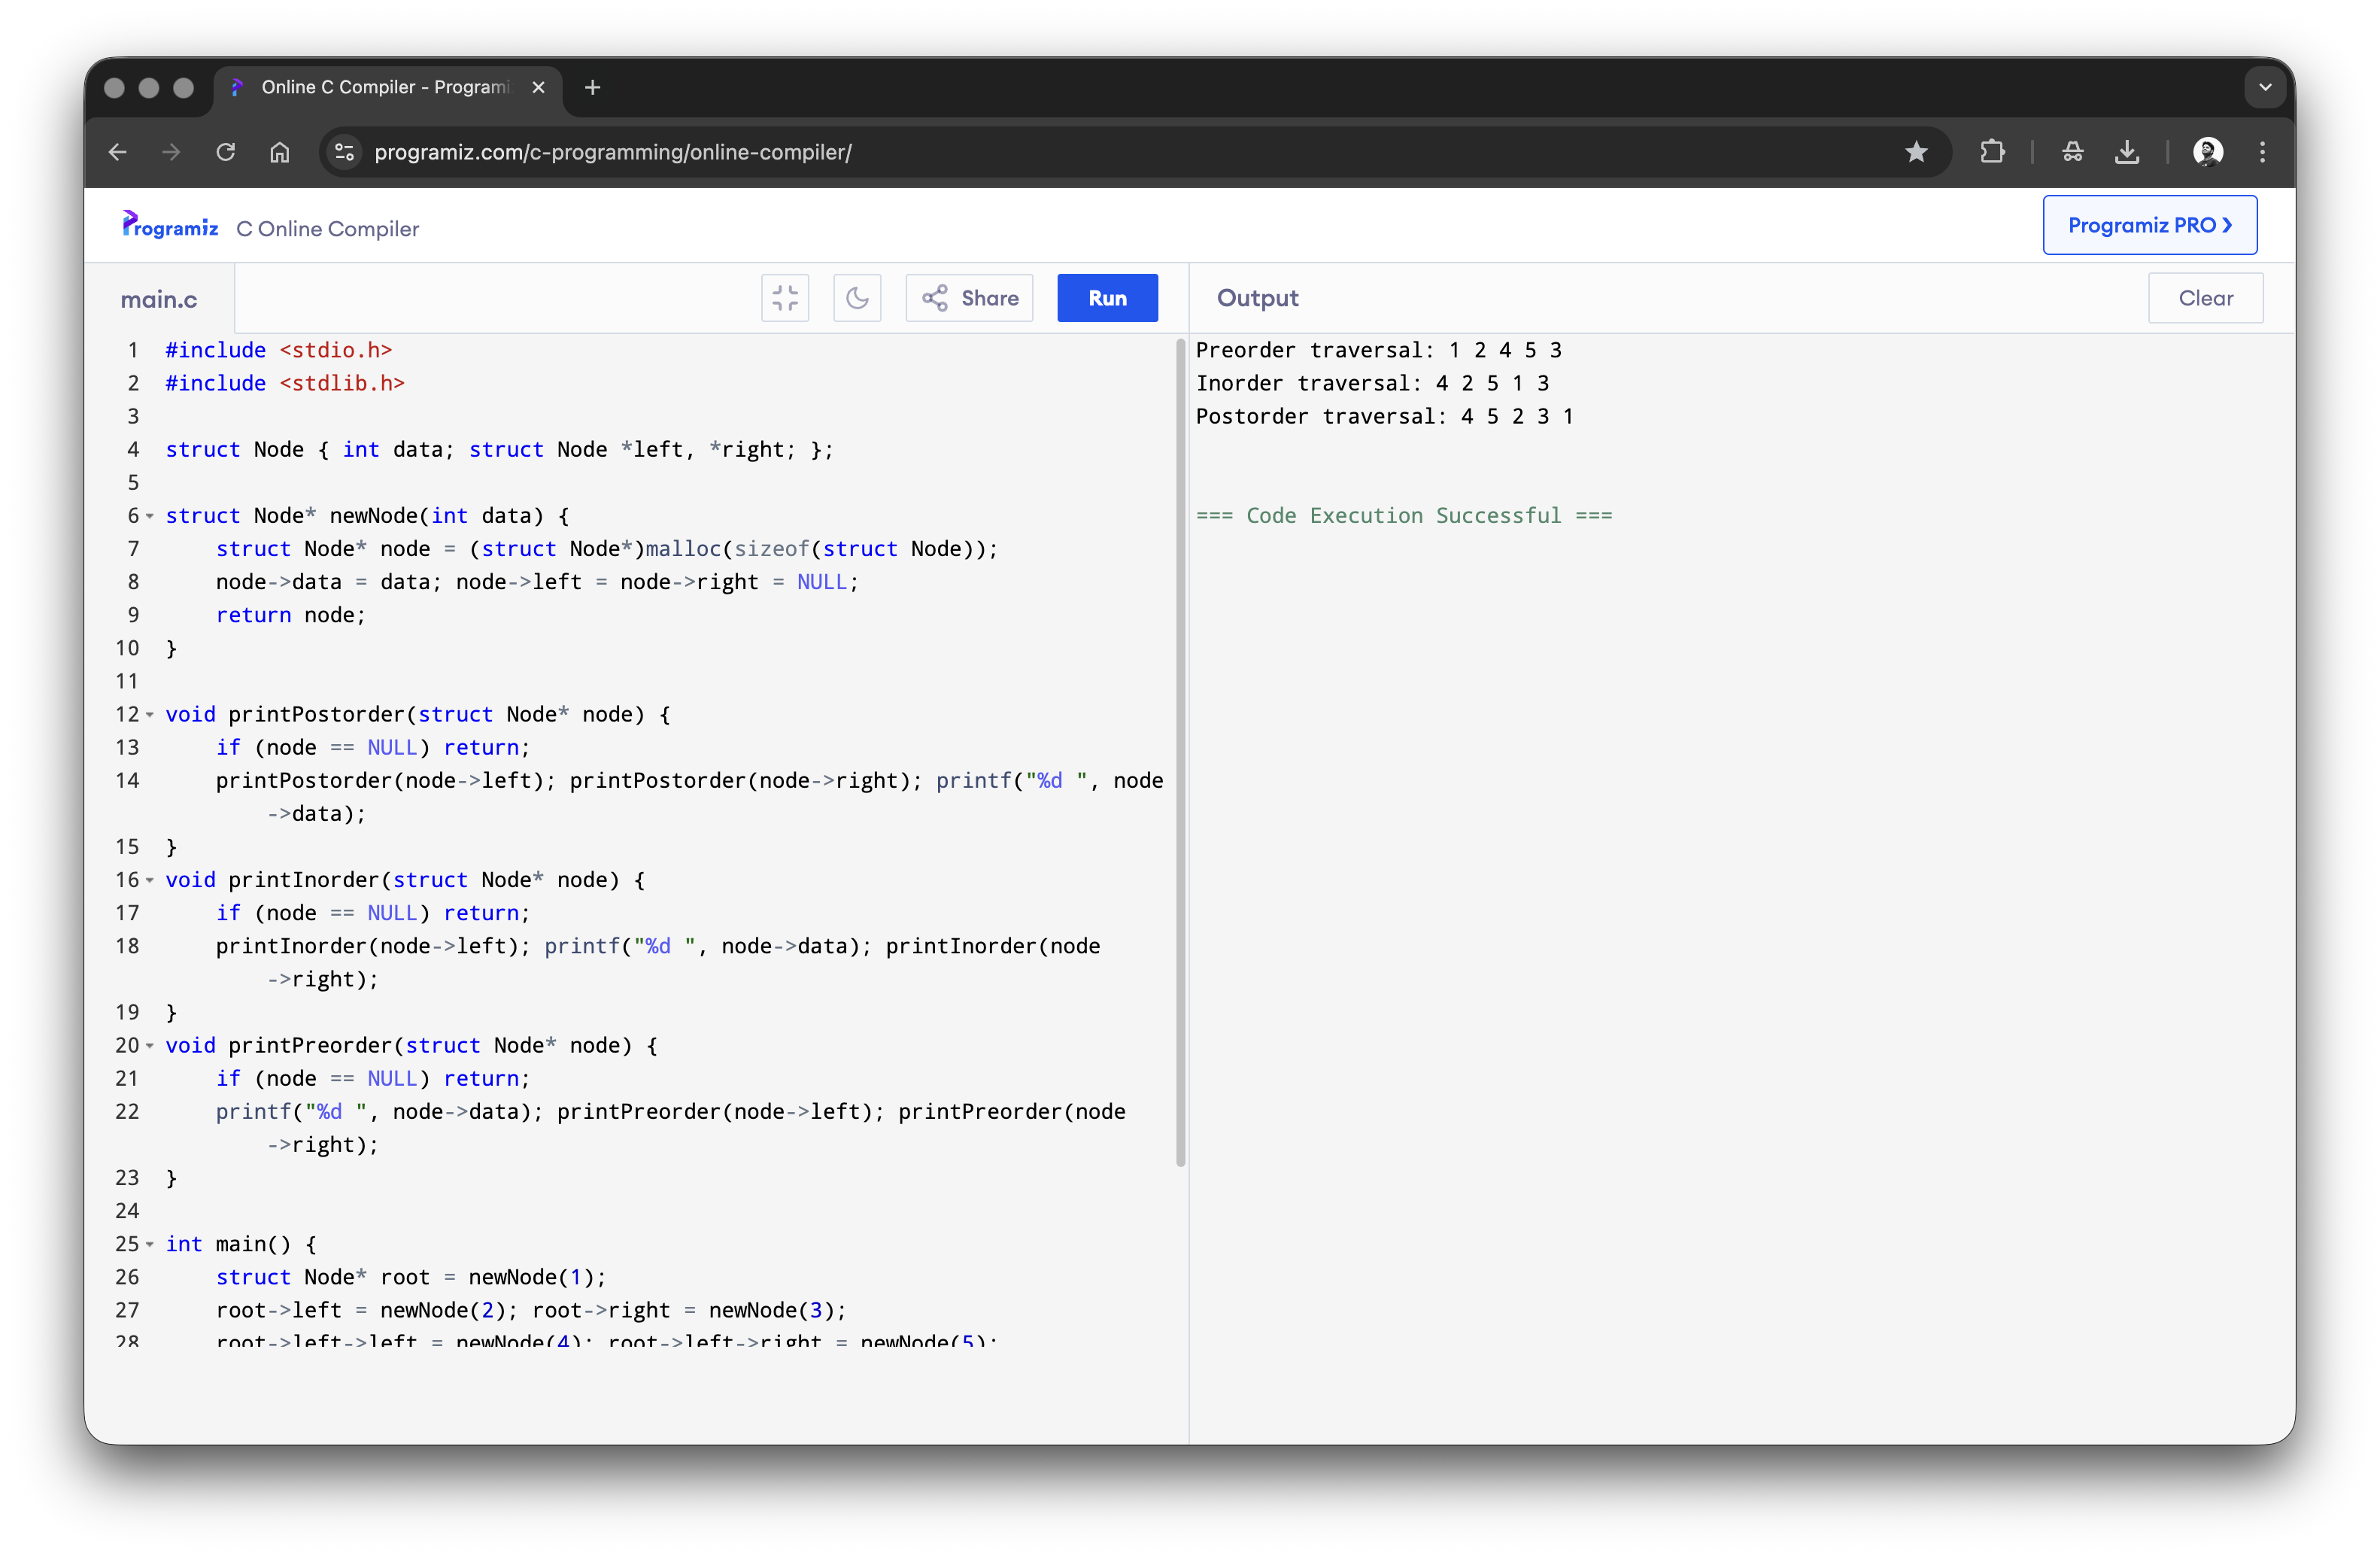 Online C Compiler - Programi
programiz.com/c-programming/online-compiler/
Programiz C Online Compiler
Programiz PRO ❯
main.c
Share
Run
Output
Clear
1 #include <stdio.h>
2 #include <stdlib.h>
3
4 struct Node { int data; struct Node *left, *right; };
5
6 struct Node* newNode(int data) {
7     struct Node* node = (struct Node*)malloc(sizeof(struct Node));
8     node->data = data; node->left = node->right = NULL;
9     return node;
10 }
11
12 void printPostorder(struct Node* node) {
13     if (node == NULL) return;
14     printPostorder(node->left); printPostorder(node->right); printf("%d ", node
        ->data);
15 }
16 void printInorder(struct Node* node) {
17     if (node == NULL) return;
18     printInorder(node->left); printf("%d ", node->data); printInorder(node
        ->right);
19 }
20 void printPreorder(struct Node* node) {
21     if (node == NULL) return;
22     printf("%d ", node->data); printPreorder(node->left); printPreorder(node
        ->right);
23 }
24
25 int main() {
26     struct Node* root = newNode(1);
27     root->left = newNode(2); root->right = newNode(3);
28     root->left->left = newNode(4); root->left->right = newNode(5);
Preorder traversal: 1 2 4 5 3
Inorder traversal: 4 2 5 1 3
Postorder traversal: 4 5 2 3 1
=== Code Execution Successful ===